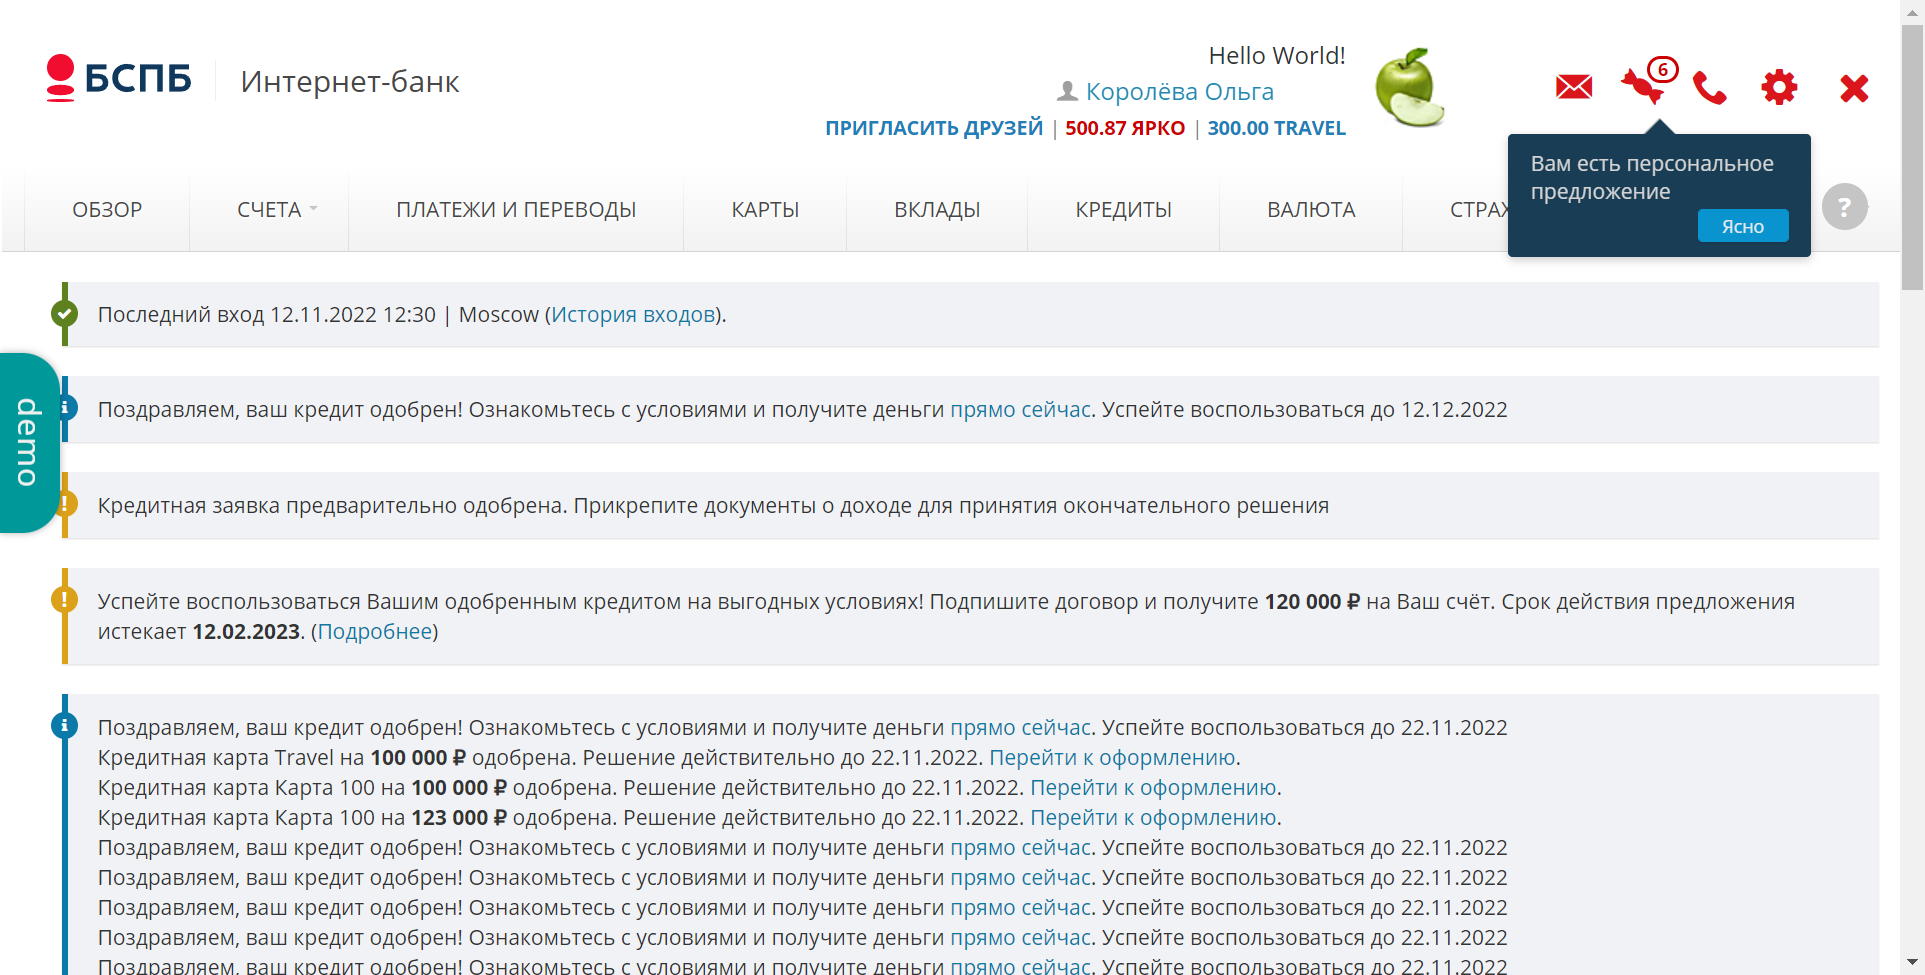 БСПБ
Интернет-банк
Hello World!
Королёва Ольга
ПРИГЛАСИТЬ ДРУЗЕЙ | 500.87 ЯРКО | 300.00 TRAVEL
6
Вам есть персональное
предложение
Ясно
?
ОБЗОР
СЧЕТА
ПЛАТЕЖИ И ПЕРЕВОДЫ
КАРТЫ
ВКЛАДЫ
КРЕДИТЫ
ВАЛЮТА
СТРАХ
demo
Последний вход 12.11.2022 12:30 | Moscow (История входов).
Поздравляем, ваш кредит одобрен! Ознакомьтесь с условиями и получите деньги прямо сейчас. Успейте воспользоваться до 12.12.2022
Кредитная заявка предварительно одобрена. Прикрепите документы о доходе для принятия окончательного решения
Успейте воспользоваться Вашим одобренным кредитом на выгодных условиях! Подпишите договор и получите 120 000 ₽ на Ваш счёт. Срок действия предложения
истекает 12.02.2023. (Подробнее)
Поздравляем, ваш кредит одобрен! Ознакомьтесь с условиями и получите деньги прямо сейчас. Успейте воспользоваться до 22.11.2022
Кредитная карта Travel на 100 000 ₽ одобрена. Решение действительно до 22.11.2022. Перейти к оформлению.
Кредитная карта Карта 100 на 100 000 ₽ одобрена. Решение действительно до 22.11.2022. Перейти к оформлению.
Кредитная карта Карта 100 на 123 000 ₽ одобрена. Решение действительно до 22.11.2022. Перейти к оформлению.
Поздравляем, ваш кредит одобрен! Ознакомьтесь с условиями и получите деньги прямо сейчас. Успейте воспользоваться до 22.11.2022
Поздравляем, ваш кредит одобрен! Ознакомьтесь с условиями и получите деньги прямо сейчас. Успейте воспользоваться до 22.11.2022
Поздравляем, ваш кредит одобрен! Ознакомьтесь с условиями и получите деньги прямо сейчас. Успейте воспользоваться до 22.11.2022
Поздравляем, ваш кредит одобрен! Ознакомьтесь с условиями и получите деньги прямо сейчас. Успейте воспользоваться до 22.11.2022
Поздравляем, ваш кредит одобрен! Ознакомьтесь с условиями и получите деньги прямо сейчас. Успейте воспользоваться до 22.11.2022